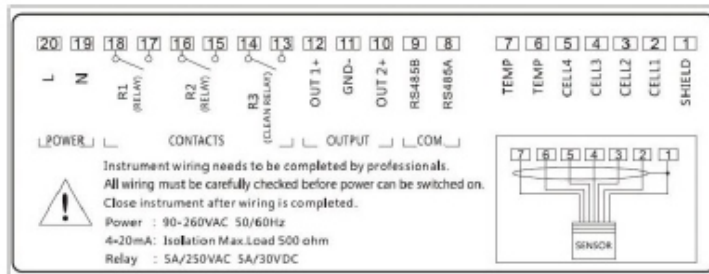 20 19 18 17 16 15 14 13 12 11 10 9 8 7 6 5 4 3 2 1
L N R1 (RELAY) R2 (RELAY) R3 (CLEAN RELAY) OUT 1+ GND- OUT 2+ RS485B RS485A TEMP TEMP CELL4 CELL3 CELL2 CELL1 SHIELD
POWER CONTACTS OUTPUT COM
Instrument wiring needs to be completed by professionals.
All wiring must be carefully checked before power can be switched on.
Close instrument after wiring is completed.
Power : 90-260VAC 50/60Hz
4-20mA: Isolation Max.Load 500 ohm
Relay : 5A/250VAC 5A/30VDC
7 6 5 4 3 2 1
SENSOR